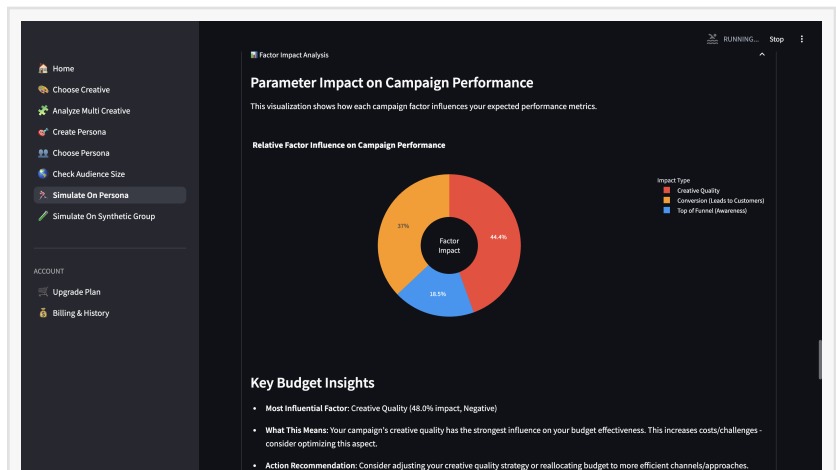 RUNNING...
Stop
Home
Choose Creative
Analyze Multi Creative
Create Persona
Choose Persona
Check Audience Size
Simulate On Persona
Simulate On Synthetic Group
ACCOUNT
Upgrade Plan
Billing & History
Factor Impact Analysis
Parameter Impact on Campaign Performance
This visualization shows how each campaign factor influences your expected performance metrics.
Relative Factor Influence on Campaign Performance
Impact Type
Creative Quality
Conversion (Leads to Customers)
Top of Funnel (Awareness)
37%
44.4%
Factor
Impact
18.5%
Key Budget Insights
Most Influential Factor: Creative Quality (48.0% impact, Negative)
What This Means: Your campaign's creative quality has the strongest influence on your budget effectiveness. This increases costs/challenges -
consider optimizing this aspect.
Action Recommendation: Consider adjusting your creative quality strategy or reallocating budget to more efficient channels/approaches.